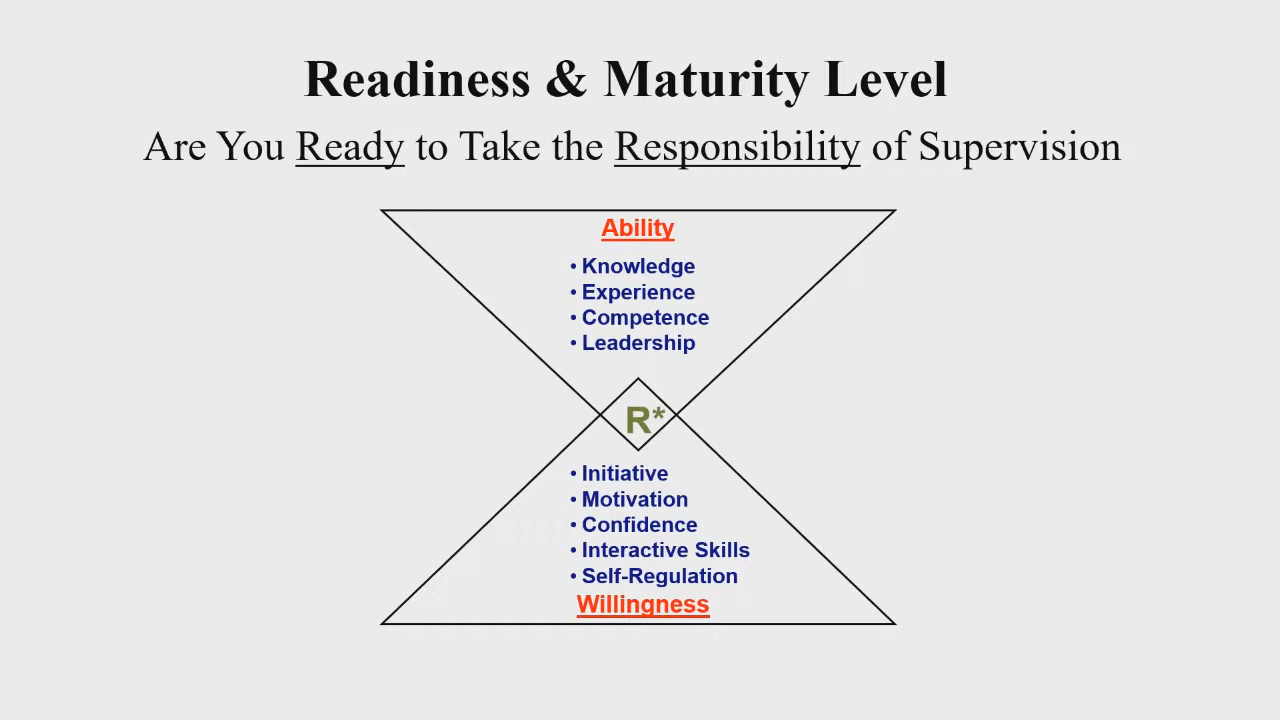 Readiness & Maturity Level
Are You Ready to Take the Responsibility of Supervision
Ability
• Knowledge
• Experience
• Competence
• Leadership
R*
• Initiative
• Motivation
• Confidence
• Interactive Skills
• Self-Regulation
Willingness